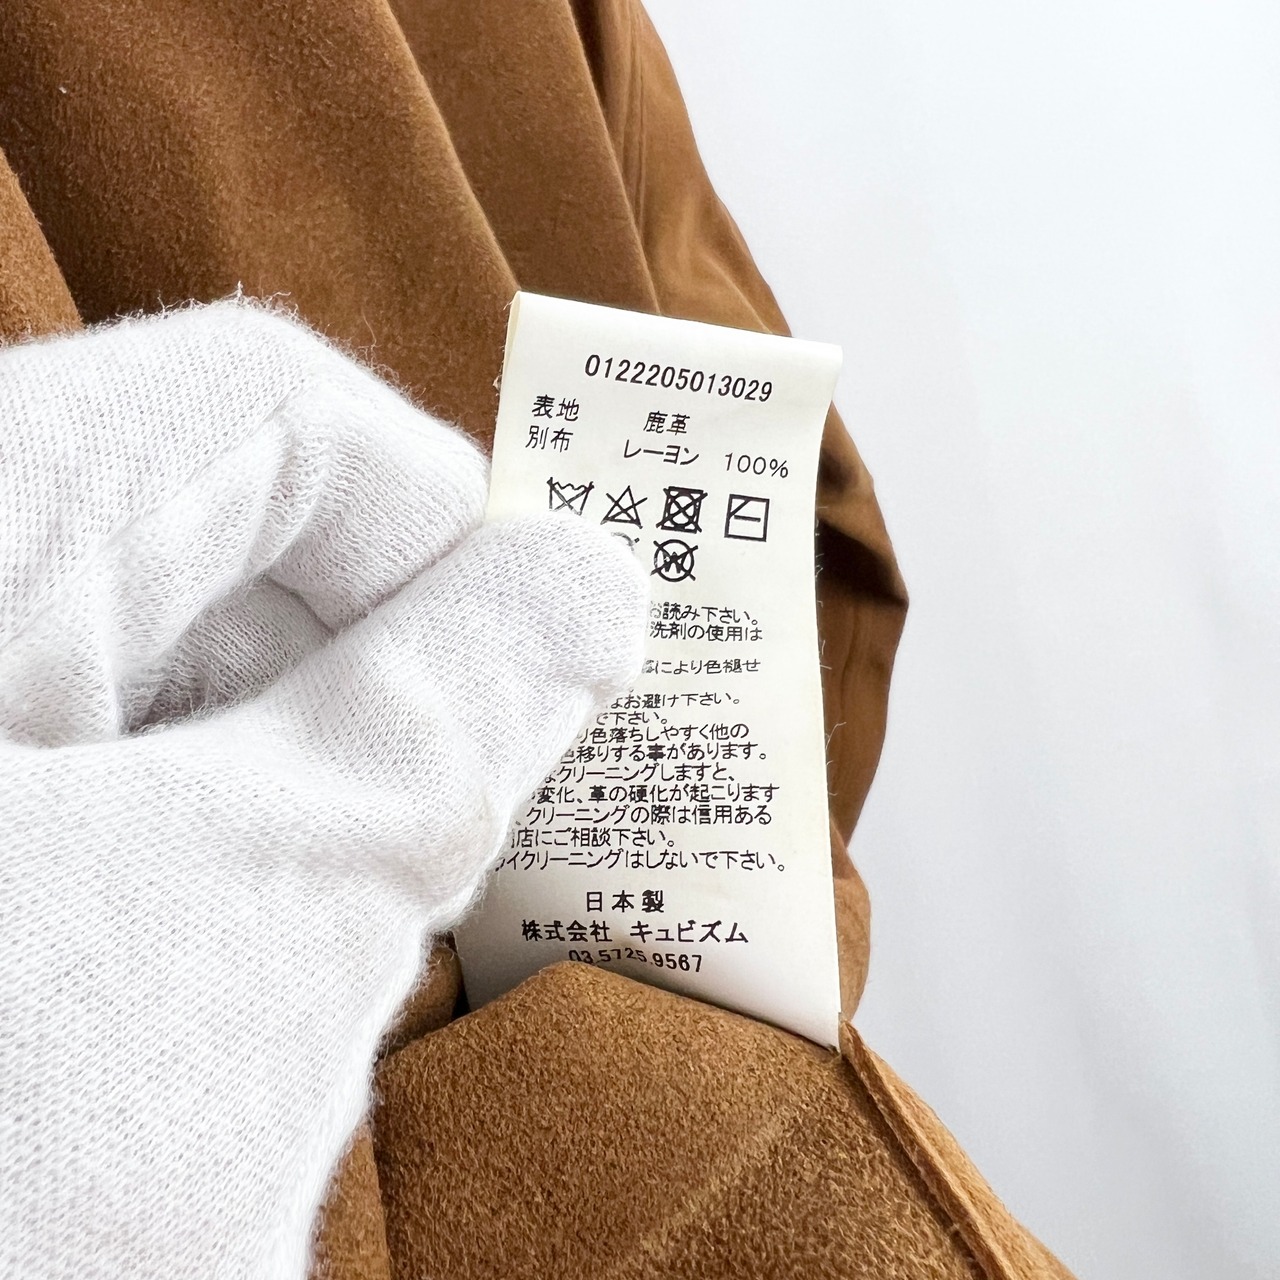 0122205013029
表地 鹿革
別布 レーヨン 100%
お読み下さい。
洗剤の使用は
により色褪せ
お避け下さい。
で下さい。
り色落ちしやすく他の
色移りする事があります。
なクリーニングしますと、
変化、革の硬化が起こります
、クリーニングの際は信用ある
店にご相談下さい。
イクリーニングはしないで下さい。
日本製
株式会社 キュビズム
03.5725.9567